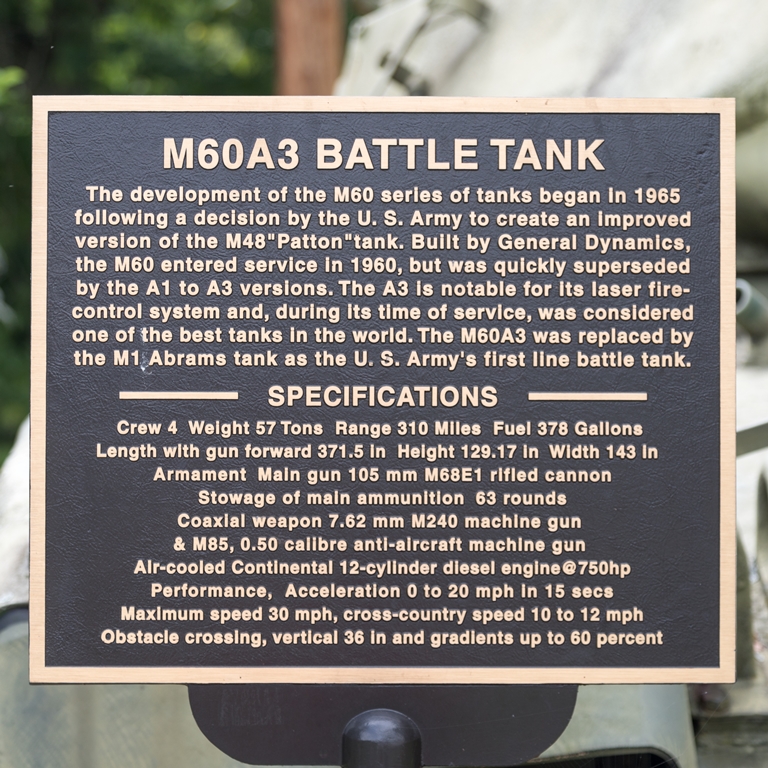 M60A3 BATTLE TANK
The development of the M60 series of tanks began in 1965
following a decision by the U. S. Army to create an improved
version of the M48"Patton"tank. Built by General Dynamics,
the M60 entered service in 1960, but was quickly superseded
by the A1 to A3 versions. The A3 is notable for its laser fire-
control system and, during its time of service, was considered
one of the best tanks in the world. The M60A3 was replaced by
the M1 Abrams tank as the U. S. Army's first line battle tank.
SPECIFICATIONS
Crew 4 Weight 57 Tons Range 310 Miles Fuel 378 Gallons
Length with gun forward 371.5 in Height 129.17 in Width 143 in
Armament Main gun 105 mm M68E1 rifled cannon
Stowage of main ammunition 63 rounds
Coaxial weapon 7.62 mm M240 machine gun
& M85, 0.50 calibre anti-aircraft machine gun
Air-cooled Continental 12-cylinder diesel engine@750hp
Performance, Acceleration 0 to 20 mph in 15 secs
Maximum speed 30 mph, cross-country speed 10 to 12 mph
Obstacle crossing, vertical 36 in and gradients up to 60 percent